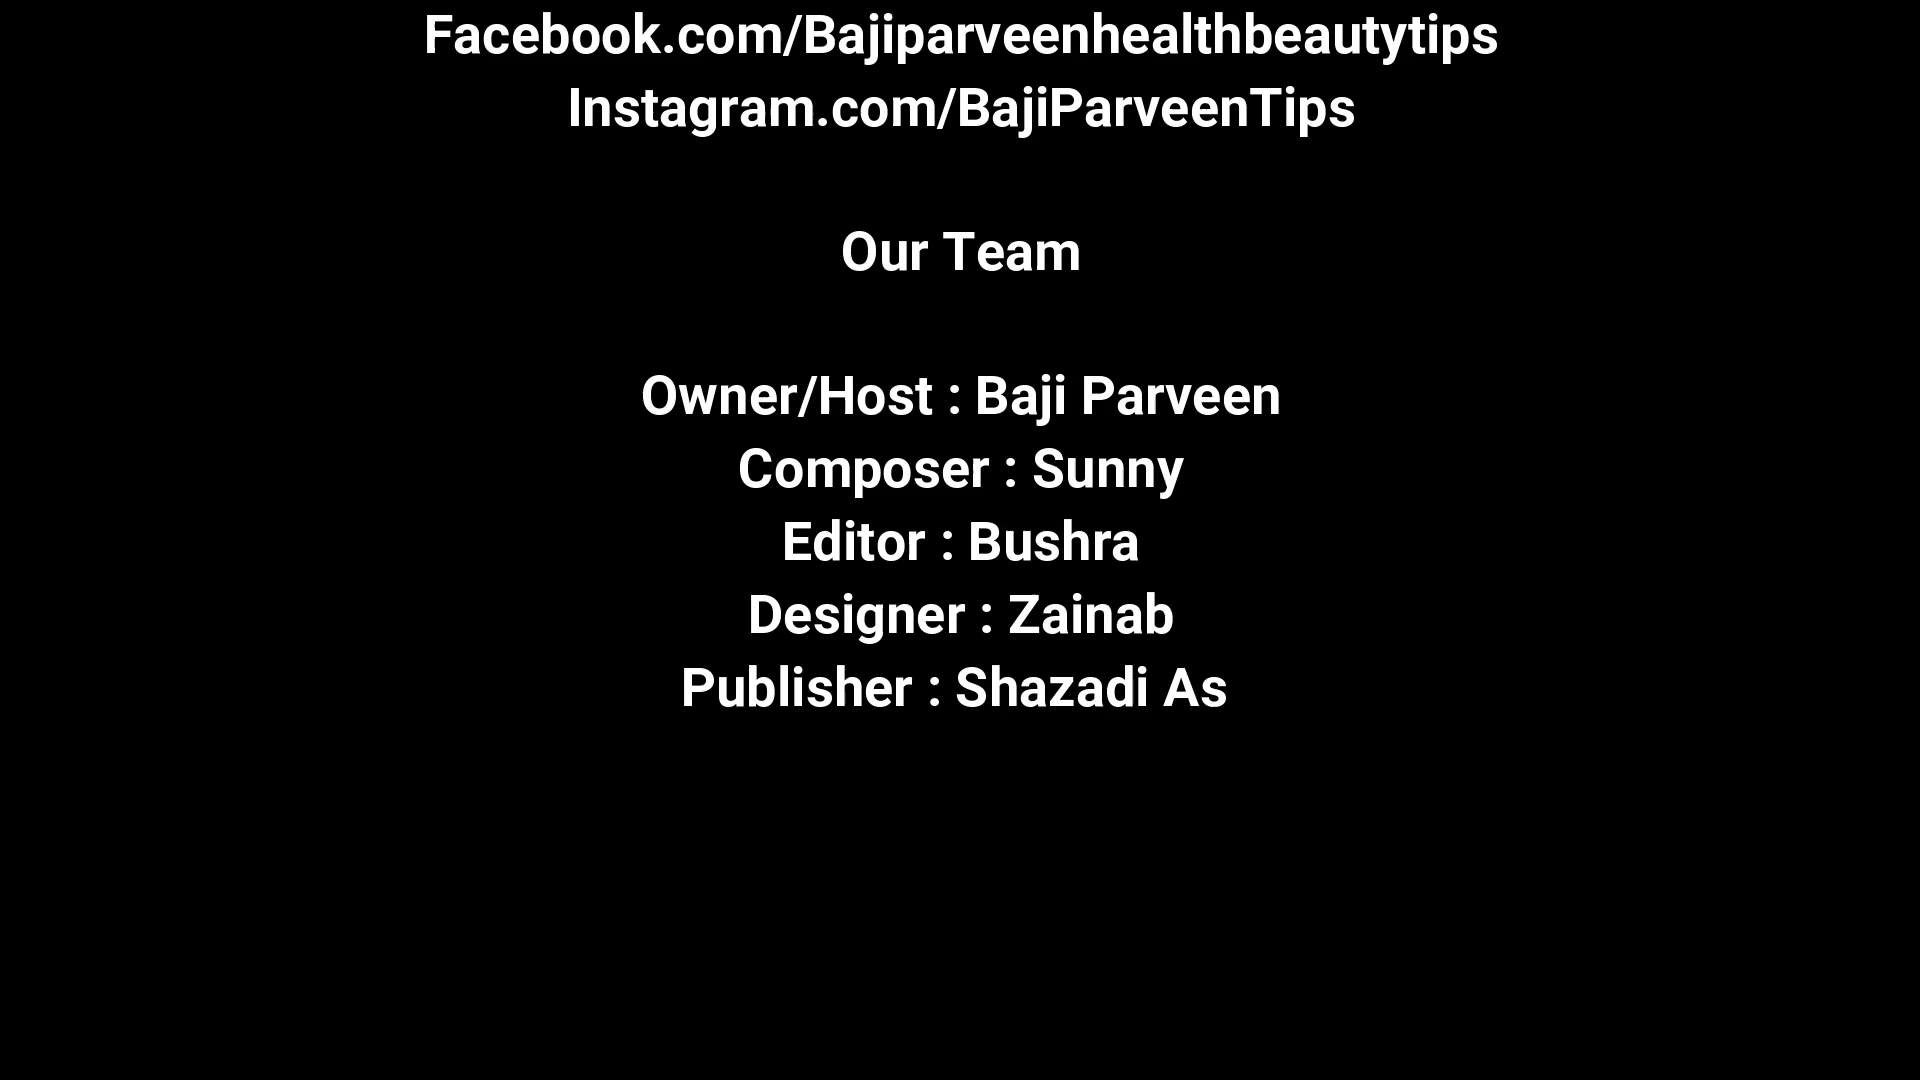 Facebook.com/Bajiparveenhealthbeautytips
Instagram.com/BajiParveenTips
Our Team
Owner/Host : Baji Parveen
Composer : Sunny
Editor : Bushra
Designer : Zainab
Publisher : Shazadi As